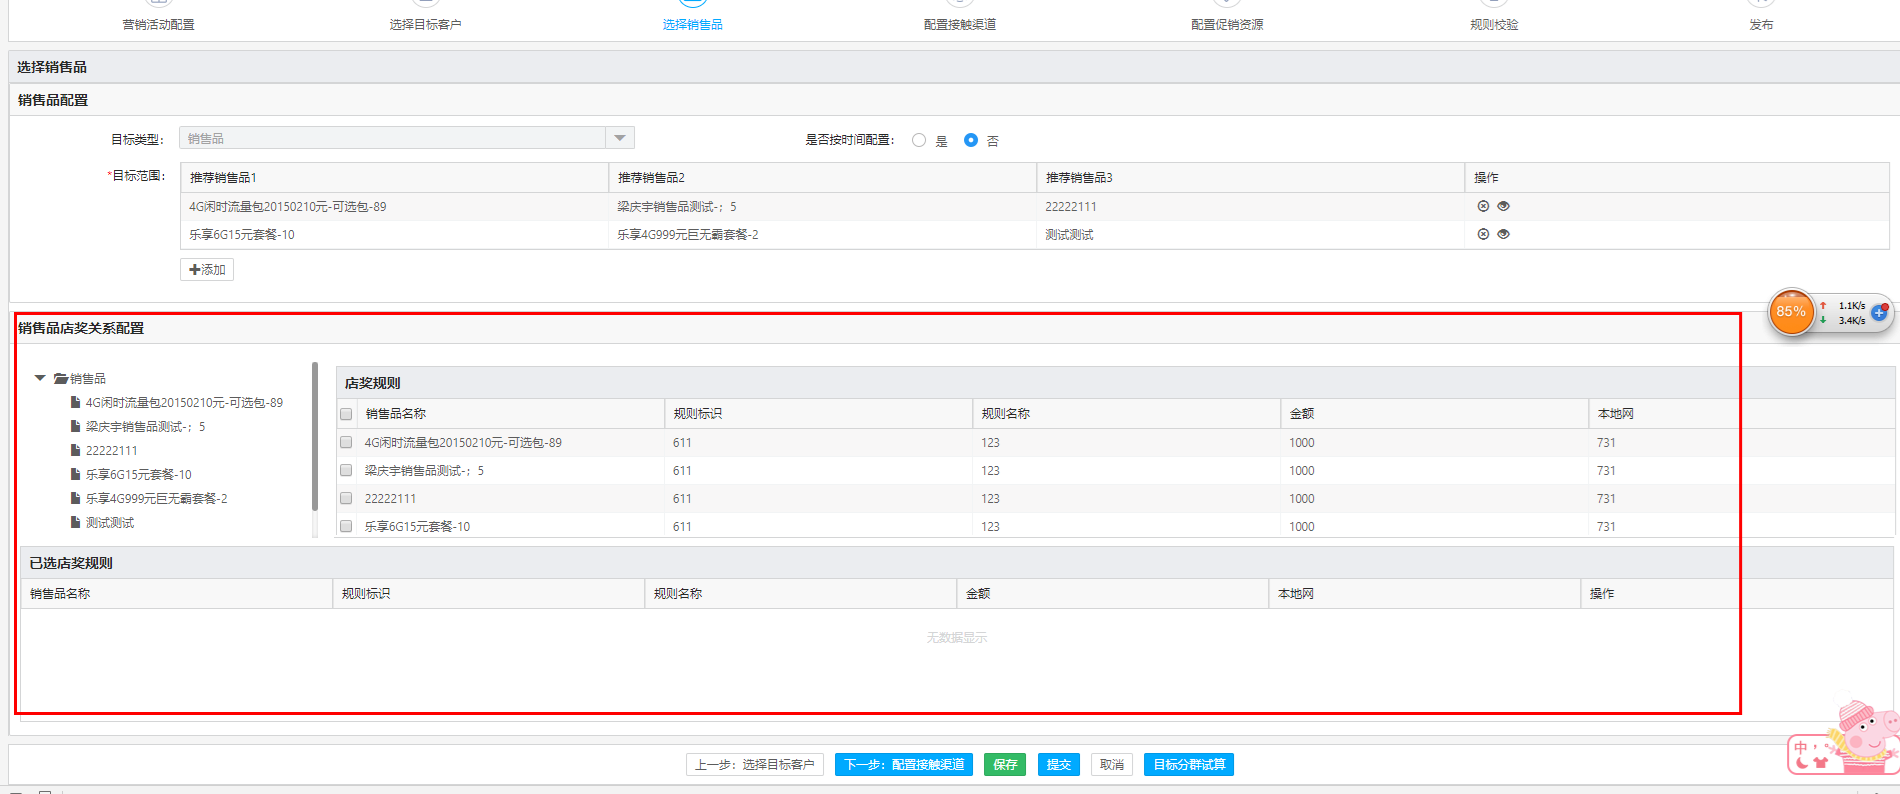 营销活动配置 选择目标客户 选择销售品 配置接触渠道 配置促销资源 规则校验 发布
选择销售品
销售品配置
目标类型： 销售品 是否按时间配置： 是 否
*目标范围： 推荐销售品1 推荐销售品2 推荐销售品3 操作
4G闲时流量包20150210元-可选包-89 梁庆宇销售品测试-；5 22222111
乐享6G15元套餐-10 乐享4G999元巨无霸套餐-2 测试测试
添加
85% 1.1K/s
3.4K/s
销售品店奖关系配置
销售品
4G闲时流量包20150210元-可选包-89
梁庆宇销售品测试-；5
22222111
乐享6G15元套餐-10
乐享4G999元巨无霸套餐-2
测试测试
店奖规则
销售品名称 规则标识 规则名称 金额 本地网
4G闲时流量包20150210元-可选包-89 611 123 1000 731
梁庆宇销售品测试-；5 611 123 1000 731
22222111 611 123 1000 731
乐享6G15元套餐-10 611 123 1000 731
已选店奖规则
销售品名称 规则标识 规则名称 金额 本地网 操作
无数据显示
上一步：选择目标客户 下一步：配置接触渠道 保存 提交 取消 目标分群试算
中